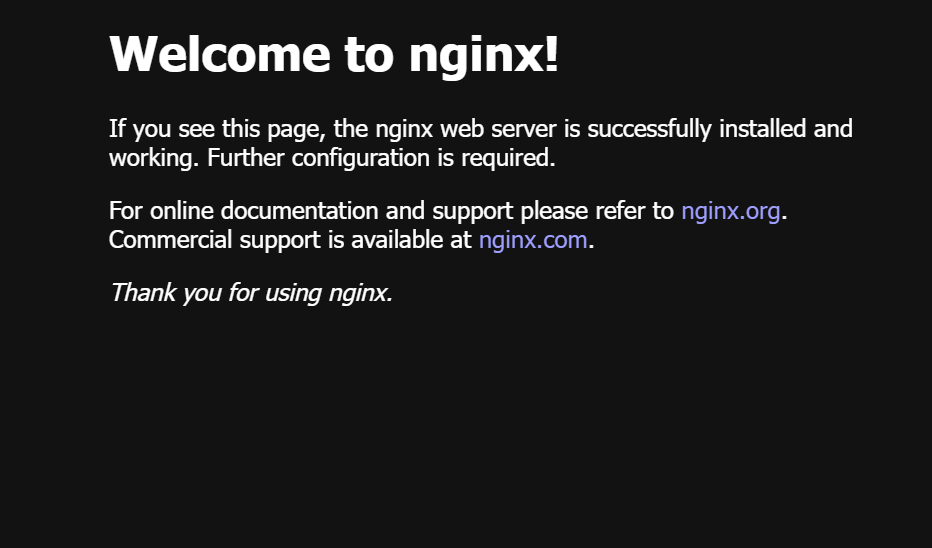 Welcome to nginx!
If you see this page, the nginx web server is successfully installed and
working. Further configuration is required.
For online documentation and support please refer to nginx.org.
Commercial support is available at nginx.com.
Thank you for using nginx.